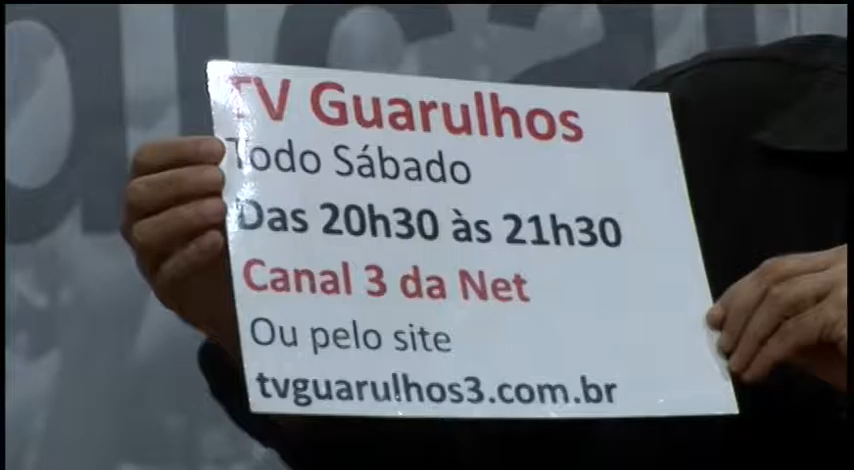 TV Guarulhos
Todo Sábado
Das 20h30 às 21h30
Canal 3 da Net
Ou pelo site
tvguarulhos3.com.br